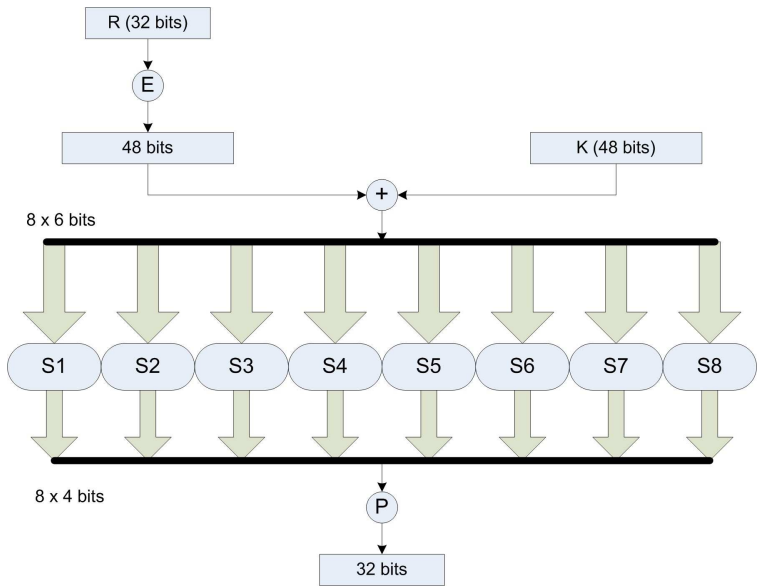 R (32 bits)
E
48 bits
K (48 bits)
+
8 x 6 bits
S1 S2 S3 S4 S5 S6 S7 S8
8 x 4 bits
P
32 bits